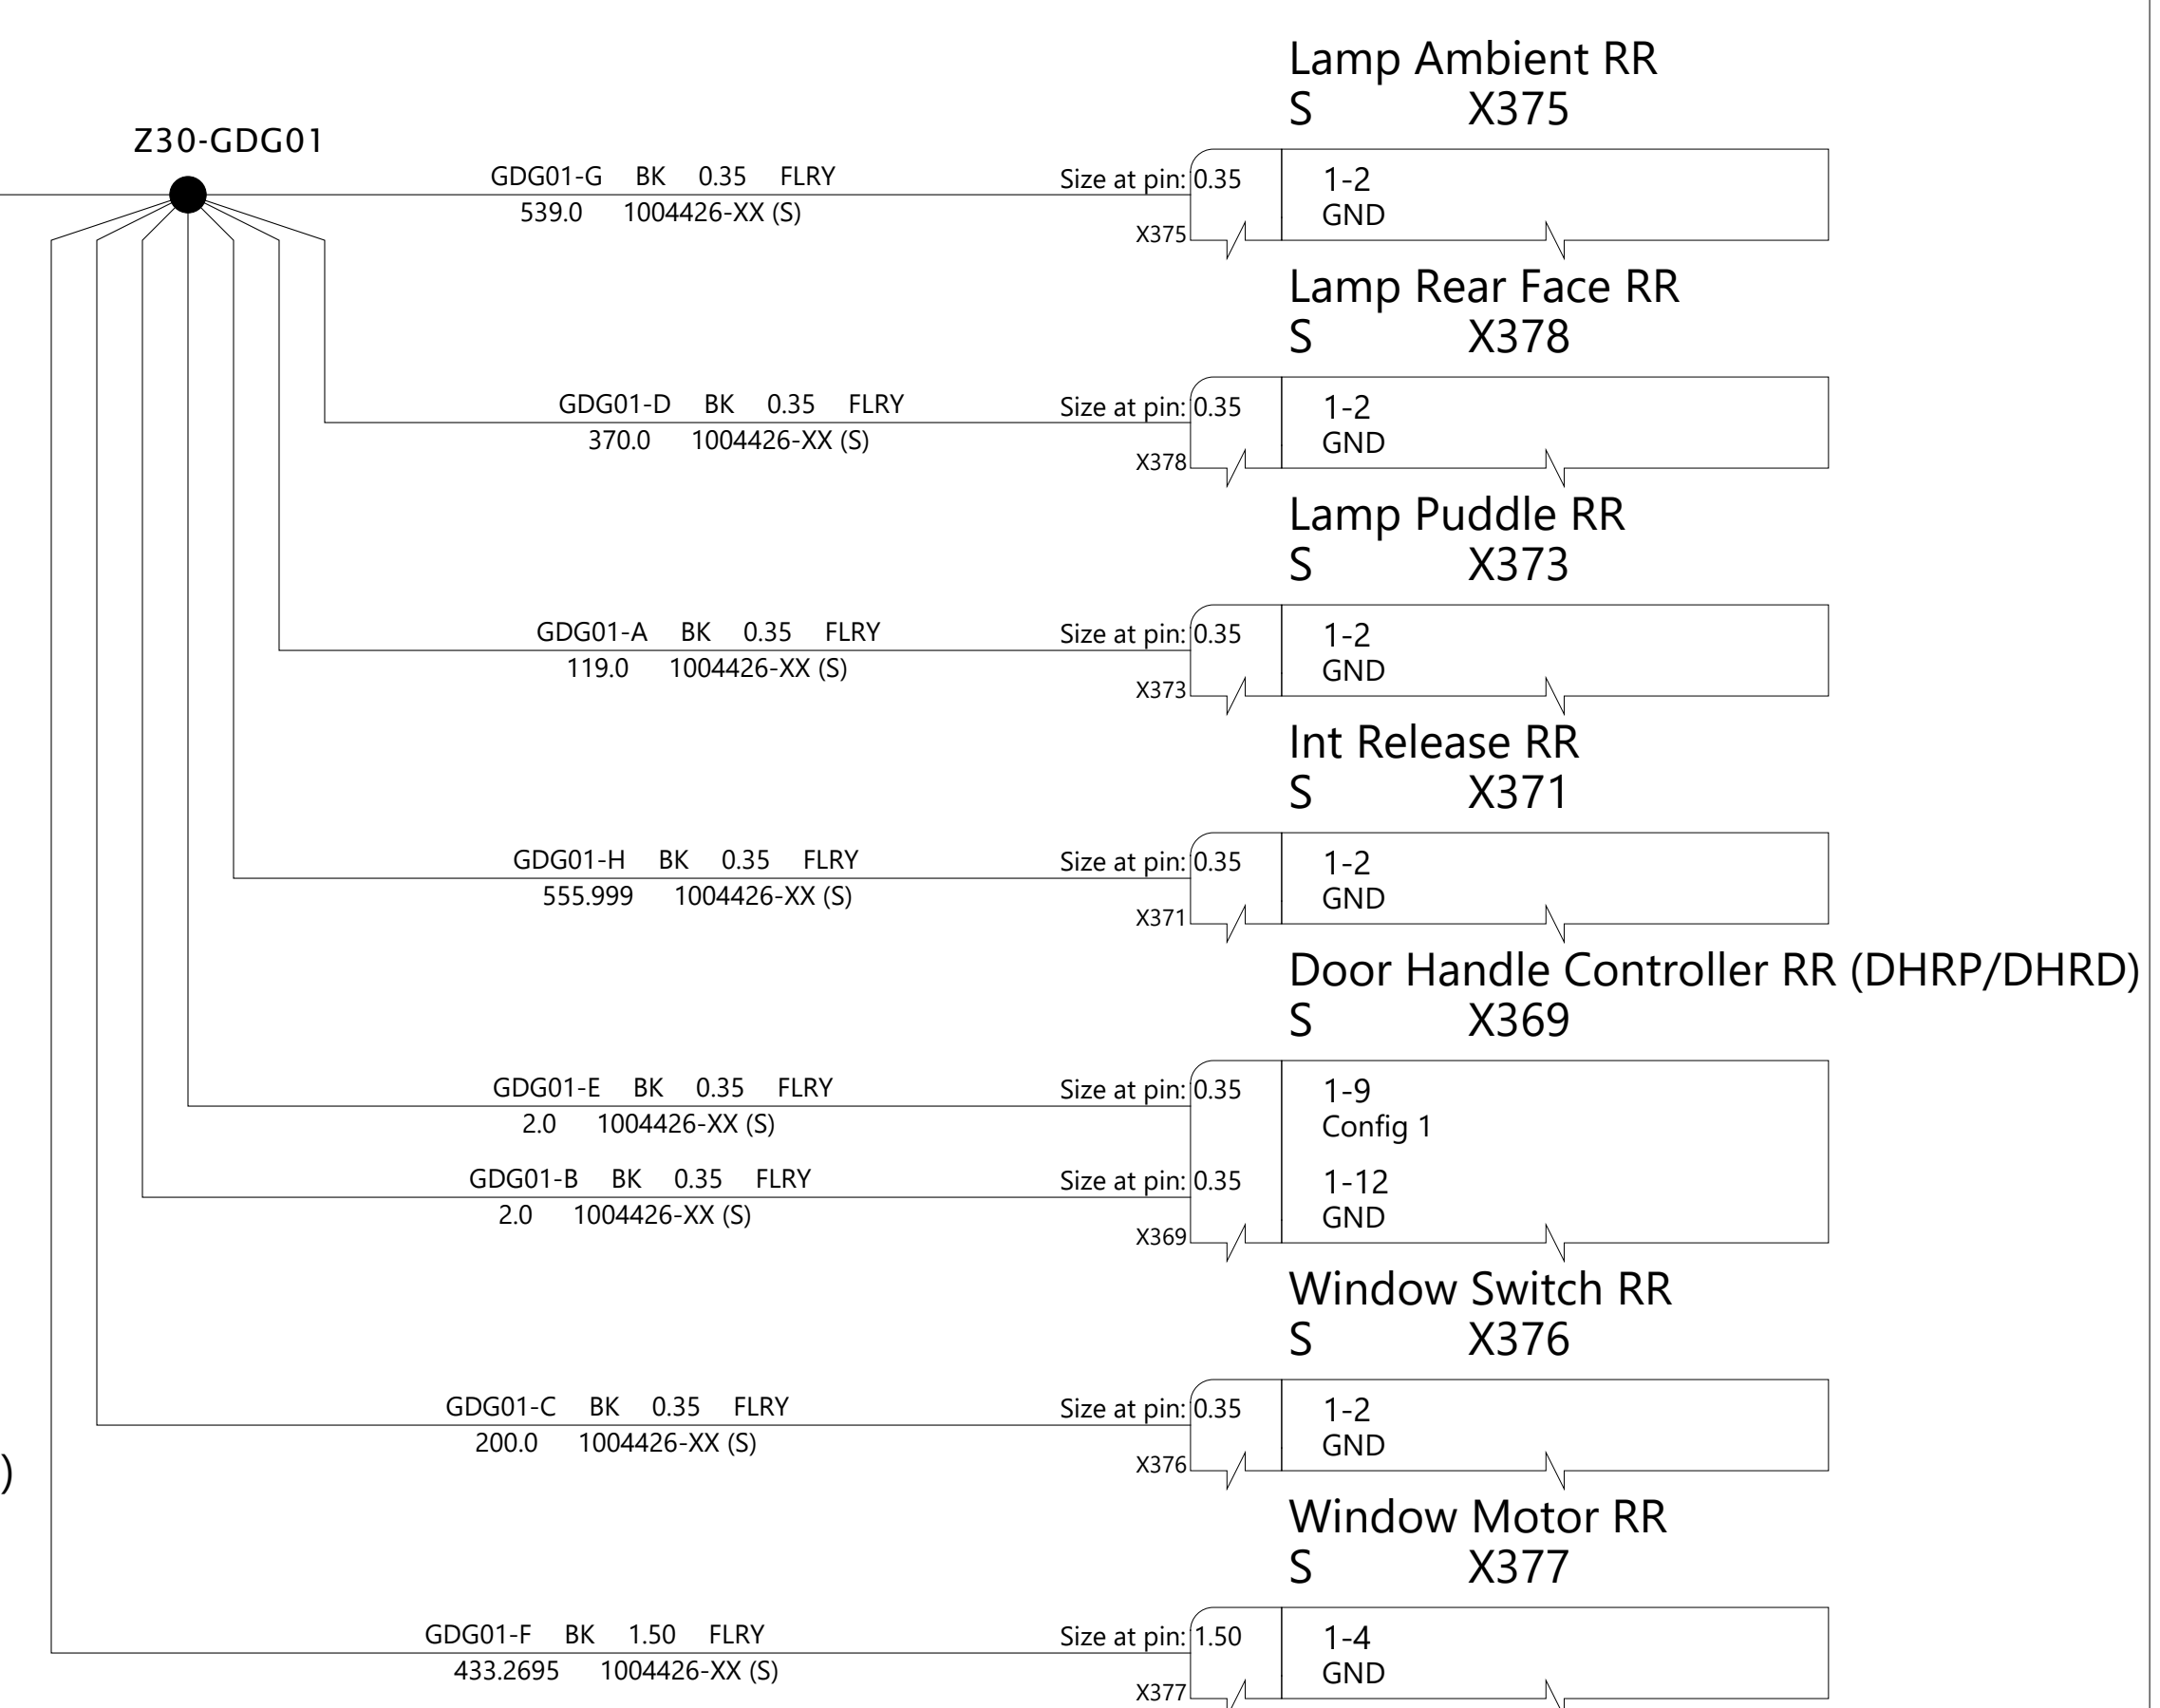 Lamp Ambient RR
S X375
Z30-GDG01
GDG01-G BK 0.35 FLRY
Size at pin: 0.35
1-2
539.0 1004426-XX (S)
GND
X375
Lamp Rear Face RR
S X378
GDG01-D BK 0.35 FLRY
Size at pin: 0.35
1-2
370.0 1004426-XX (S)
GND
X378
Lamp Puddle RR
S X373
GDG01-A BK 0.35 FLRY
Size at pin: 0.35
1-2
119.0 1004426-XX (S)
GND
X373
Int Release RR
S X371
GDG01-H BK 0.35 FLRY
Size at pin: 0.35
1-2
555.999 1004426-XX (S)
GND
X371
Door Handle Controller RR (DHRP/DHRD)
S X369
GDG01-E BK 0.35 FLRY
Size at pin: 0.35
1-9
2.0 1004426-XX (S)
Config 1
GDG01-B BK 0.35 FLRY
Size at pin: 0.35
1-12
2.0 1004426-XX (S)
GND
X369
Window Switch RR
S X376
GDG01-C BK 0.35 FLRY
Size at pin: 0.35
1-2
200.0 1004426-XX (S)
GND
X376
)
Window Motor RR
S X377
GDG01-F BK 1.50 FLRY
Size at pin: 1.50
1-4
433.2695 1004426-XX (S)
GND
X377